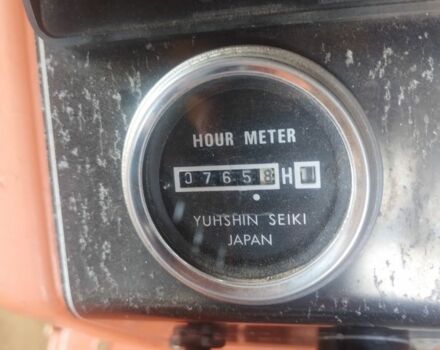 HOUR METER
07658 H
YUHSHIN SEIKI
JAPAN